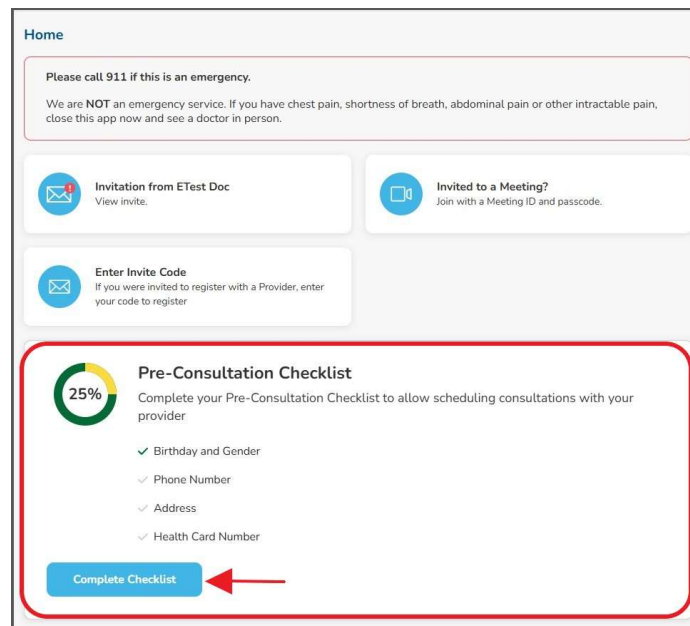 Home
Please call 911 if this is an emergency.
We are NOT an emergency service. If you have chest pain, shortness of breath, abdominal pain or other intractable pain,
close this app now and see a doctor in person.
Invitation from ETest Doc
View invite.
Invited to a Meeting?
Join with a Meeting ID and passcode.
Enter Invite Code
If you were invited to register with a Provider, enter
your code to register
25%
Pre-Consultation Checklist
Complete your Pre-Consultation Checklist to allow scheduling consultations with your
provider
Birthday and Gender
Phone Number
Address
Health Card Number
Complete Checklist